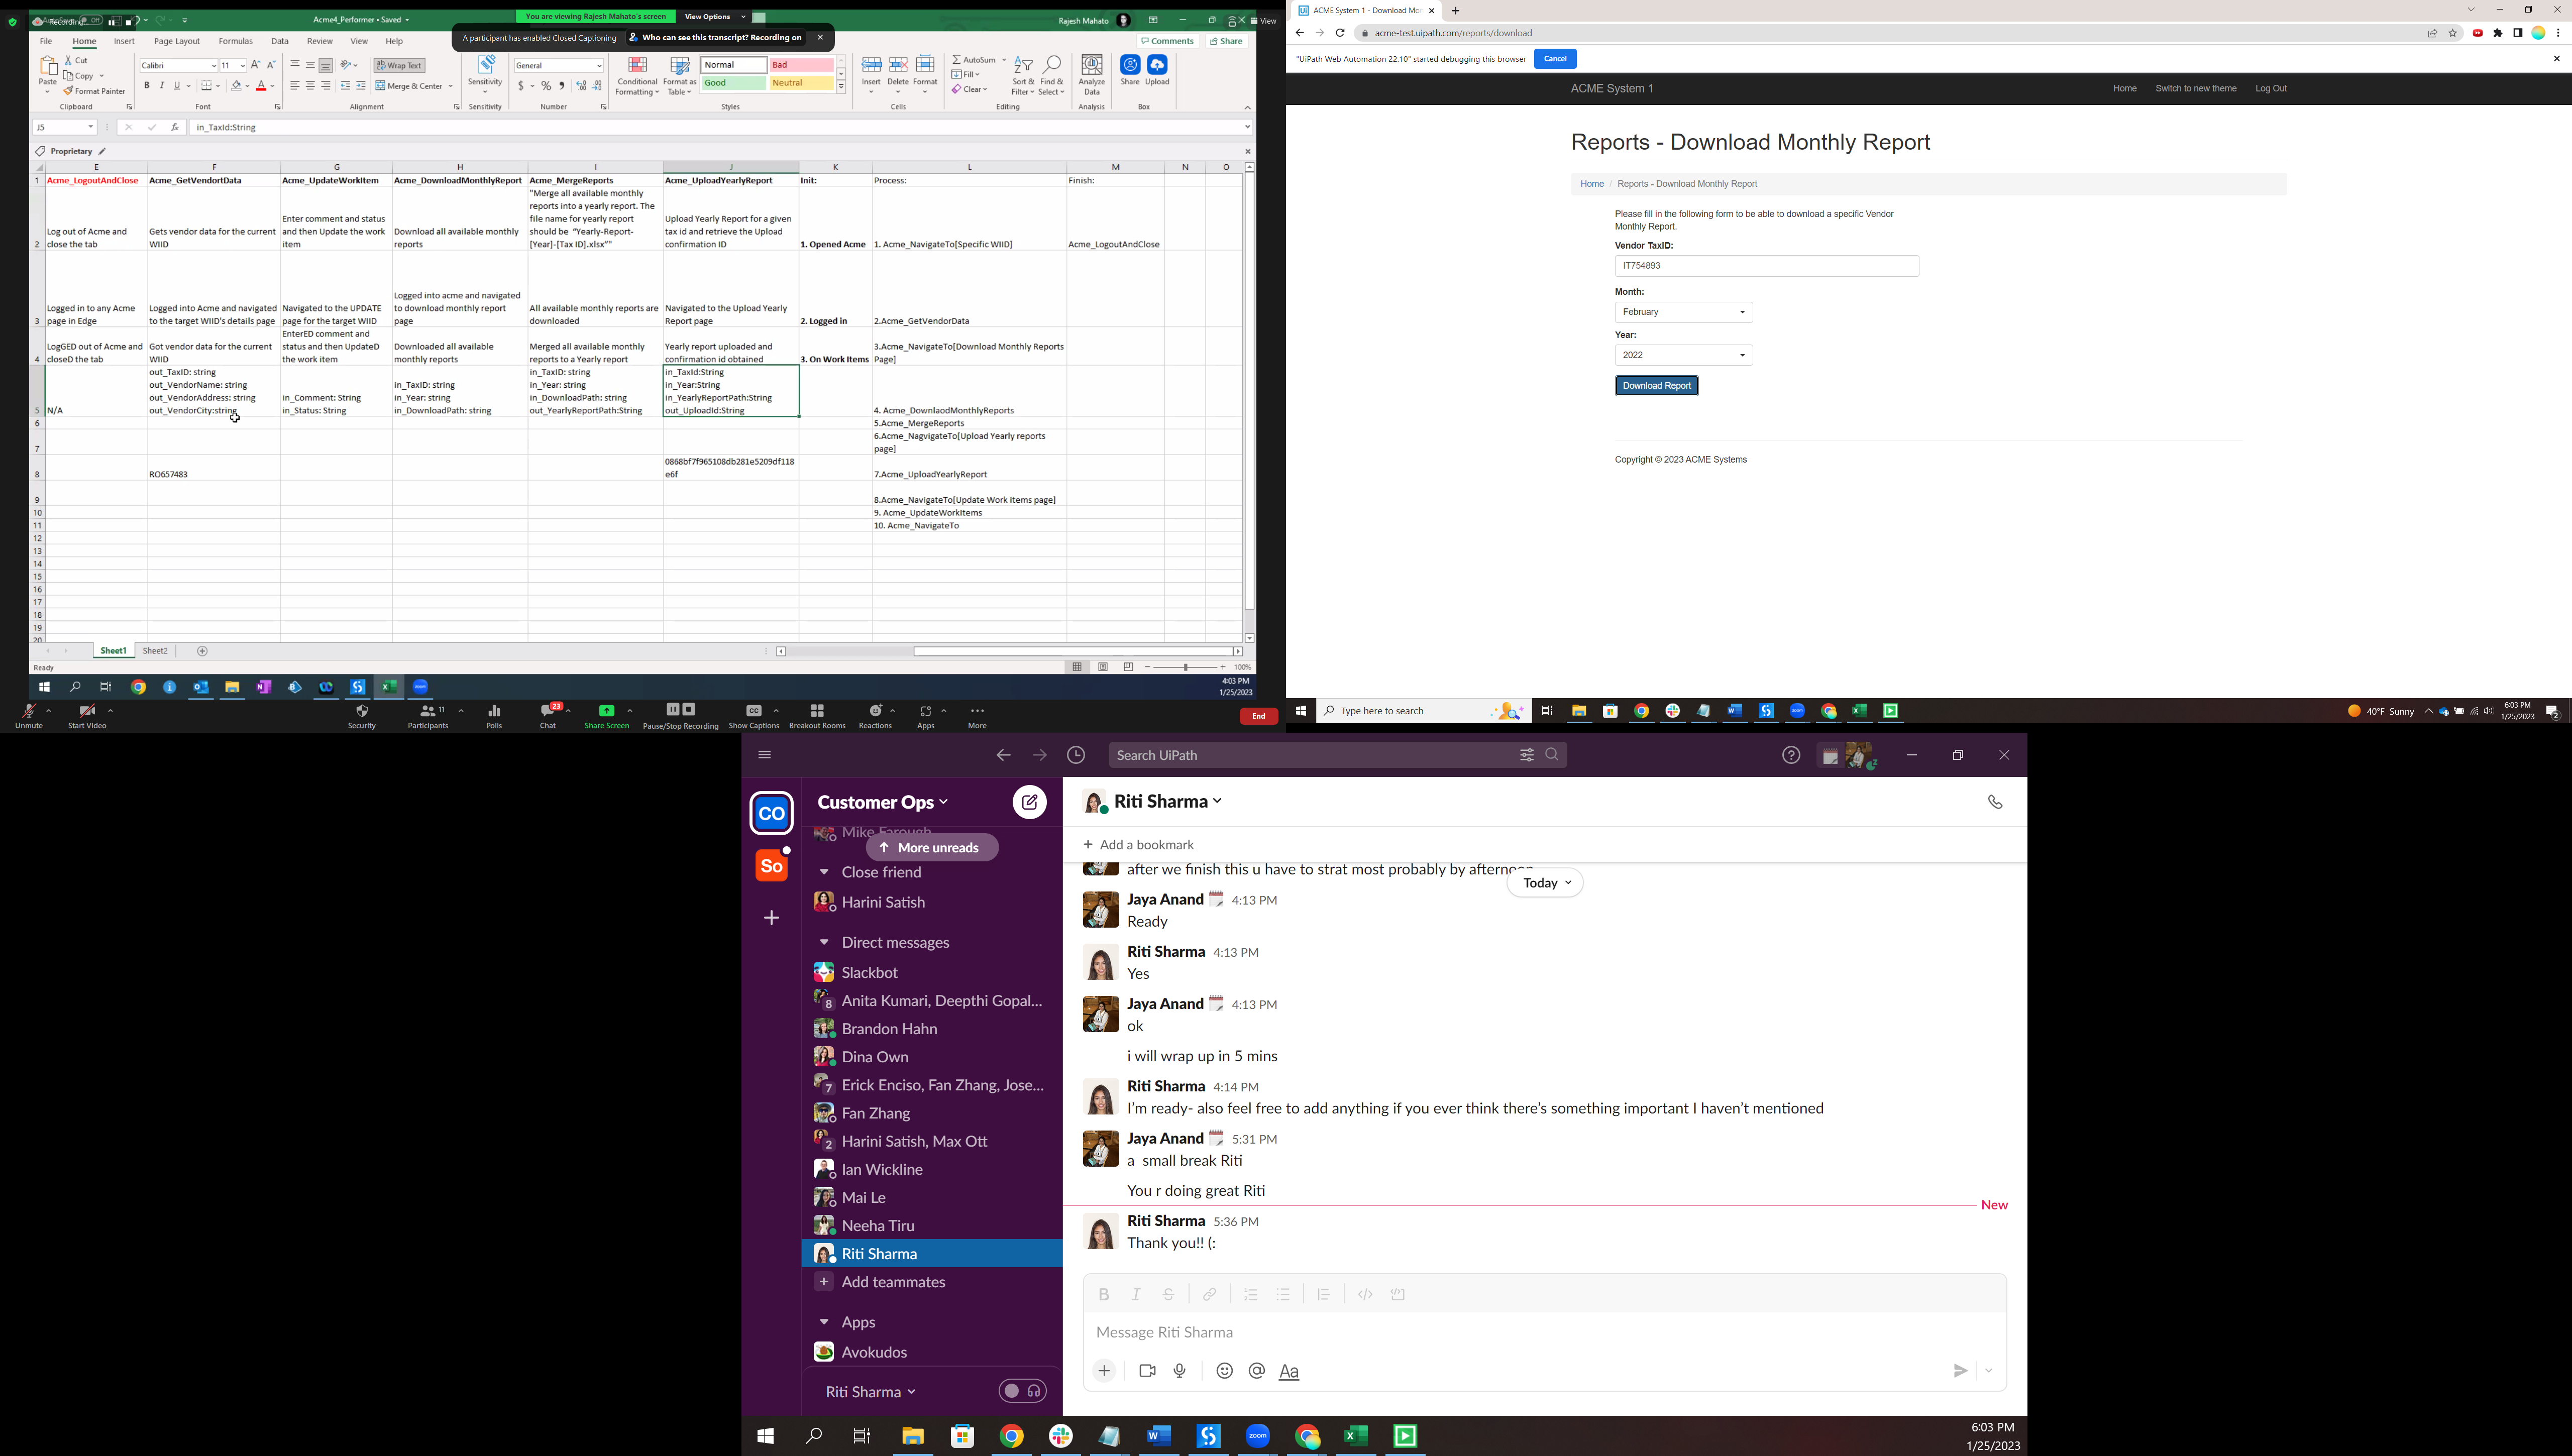 Recording...
Off
Acme4_Performer • Saved
You are viewing Rajesh Mahato's screen
View Options
Rajesh Mahato
View
A participant has enabled Closed Captioning
Who can see this transcript? Recording on
File
Home
Insert
Page Layout
Formulas
Data
Review
View
Help
Comments
Share
Paste
Cut
Copy
Format Painter
Clipboard
Calibri
11
B
I
U
Font
Wrap Text
Merge & Center
Alignment
Sensitivity
Sensitivity
General
Number
Conditional Formatting
Format as Table
Normal
Bad
Good
Neutral
Styles
Insert
Delete
Format
Cells
AutoSum
Fill
Clear
Sort & Filter
Find & Select
Editing
Analyze Data
Analysis
Share
Upload
Box
J5
in_TaxId:String
Proprietary
E F G H I J K L M N O
1
Acme_LogoutAndClose
Acme_GetVendortData
Acme_UpdateWorkItem
Acme_DownloadMonthlyReport
Acme_MergeReports
Acme_UploadYearlyReport
Init:
Process:
Finish:
2
Log out of Acme and
close the tab
Gets vendor data for the current
WIID
Enter comment and status
and then Update the work
item
Download all available monthly
reports
"Merge all available monthly
reports into a yearly report. The
file name for yearly report
should be "Yearly-Report-
[Year]-[Tax ID].xlsx""
Upload Yearly Report for a given
tax id and retrieve the Upload
confirmation ID
1. Opened Acme
1. Acme_NavigateTo[Specific WIID]
Acme_LogoutAndClose
3
Logged in to any Acme
page in Edge
Logged into Acme and navigated
to the target WIID's details page
Navigated to the UPDATE
page for the target WIID
Logged into acme and navigated
to download monthly report
page
All available monthly reports are
downloaded
Navigated to the Upload Yearly
Report page
2. Logged in
2.Acme_GetVendorData
4
LogGED out of Acme and
closeD the tab
Got vendor data for the current
WIID
EnterED comment and
status and then UpdateD
the work item
Downloaded all available
monthly reports
Merged all available monthly
reports to a Yearly report
Yearly report uploaded and
confirmation id obtained
3. On Work Items
3.Acme_NavigateTo[Download Monthly Reports
Page]
5
N/A
out_TaxID: string
out_VendorName: string
out_VendorAddress: string
out_VendorCity:string
in_Comment: String
in_Status: String
in_TaxID: string
in_Year: string
in_DownloadPath: string
in_TaxID: string
in_Year: string
in_DownloadPath: string
out_YearlyReportPath:String
in_TaxId:String
in_Year:String
in_YearlyReportPath:String
out_UploadId:String
4. Acme_DownlaodMonthlyReports
6
5.Acme_MergeReports
7
6.Acme_NagvigateTo[Upload Yearly reports
page]
8
RO657483
0868bf7f965108db281e5209df118
e6f
7.Acme_UploadYearlyReport
9
8.Acme_NavigateTo[Update Work items page]
10
9. Acme_UpdateWorkItems
11
10. Acme_NavigateTo
12
13
14
15
16
17
18
19
20
Sheet1
Sheet2
Ready
100%
4:03 PM
1/25/2023
Unmute
Start Video
Security
11
Participants
Polls
23
Chat
Share Screen
Pause/Stop Recording
CC
Show Captions
Breakout Rooms
Reactions
Apps
More
End
ACME System 1 - Download Mo
acme-test.uipath.com/reports/download
"UiPath Web Automation 22.10" started debugging this browser
Cancel
ACME System 1
Home
Switch to new theme
Log Out
Reports - Download Monthly Report
Home / Reports - Download Monthly Report
Please fill in the following form to be able to download a specific Vendor
Monthly Report.
Vendor TaxID:
IT754893
Month:
February
Year:
2022
Download Report
Copyright © 2023 ACME Systems
Type here to search
40°F Sunny
6:03 PM
1/25/2023
2
Search UiPath
CO
So
Customer Ops
Mike Farough
More unreads
Close friend
Harini Satish
Direct messages
Slackbot
8
Anita Kumari, Deepthi Gopal...
Brandon Hahn
Dina Own
7
Erick Enciso, Fan Zhang, Jose...
Fan Zhang
2
Harini Satish, Max Ott
Ian Wickline
Mai Le
Neeha Tiru
Riti Sharma
Add teammates
Apps
Avokudos
Riti Sharma
Riti Sharma
Add a bookmark
after we finish this u have to strat most probably by afternoon
Today
Jaya Anand 4:13 PM
Ready
Riti Sharma 4:13 PM
Yes
Jaya Anand 4:13 PM
ok
i will wrap up in 5 mins
Riti Sharma 4:14 PM
I'm ready- also feel free to add anything if you ever think there's something important I haven't mentioned
Jaya Anand 5:31 PM
a small break Riti
You r doing great Riti
New
Riti Sharma 5:36 PM
Thank you!! (:
B
I
S
Message Riti Sharma
Aa
zoom
6:03 PM
1/25/2023